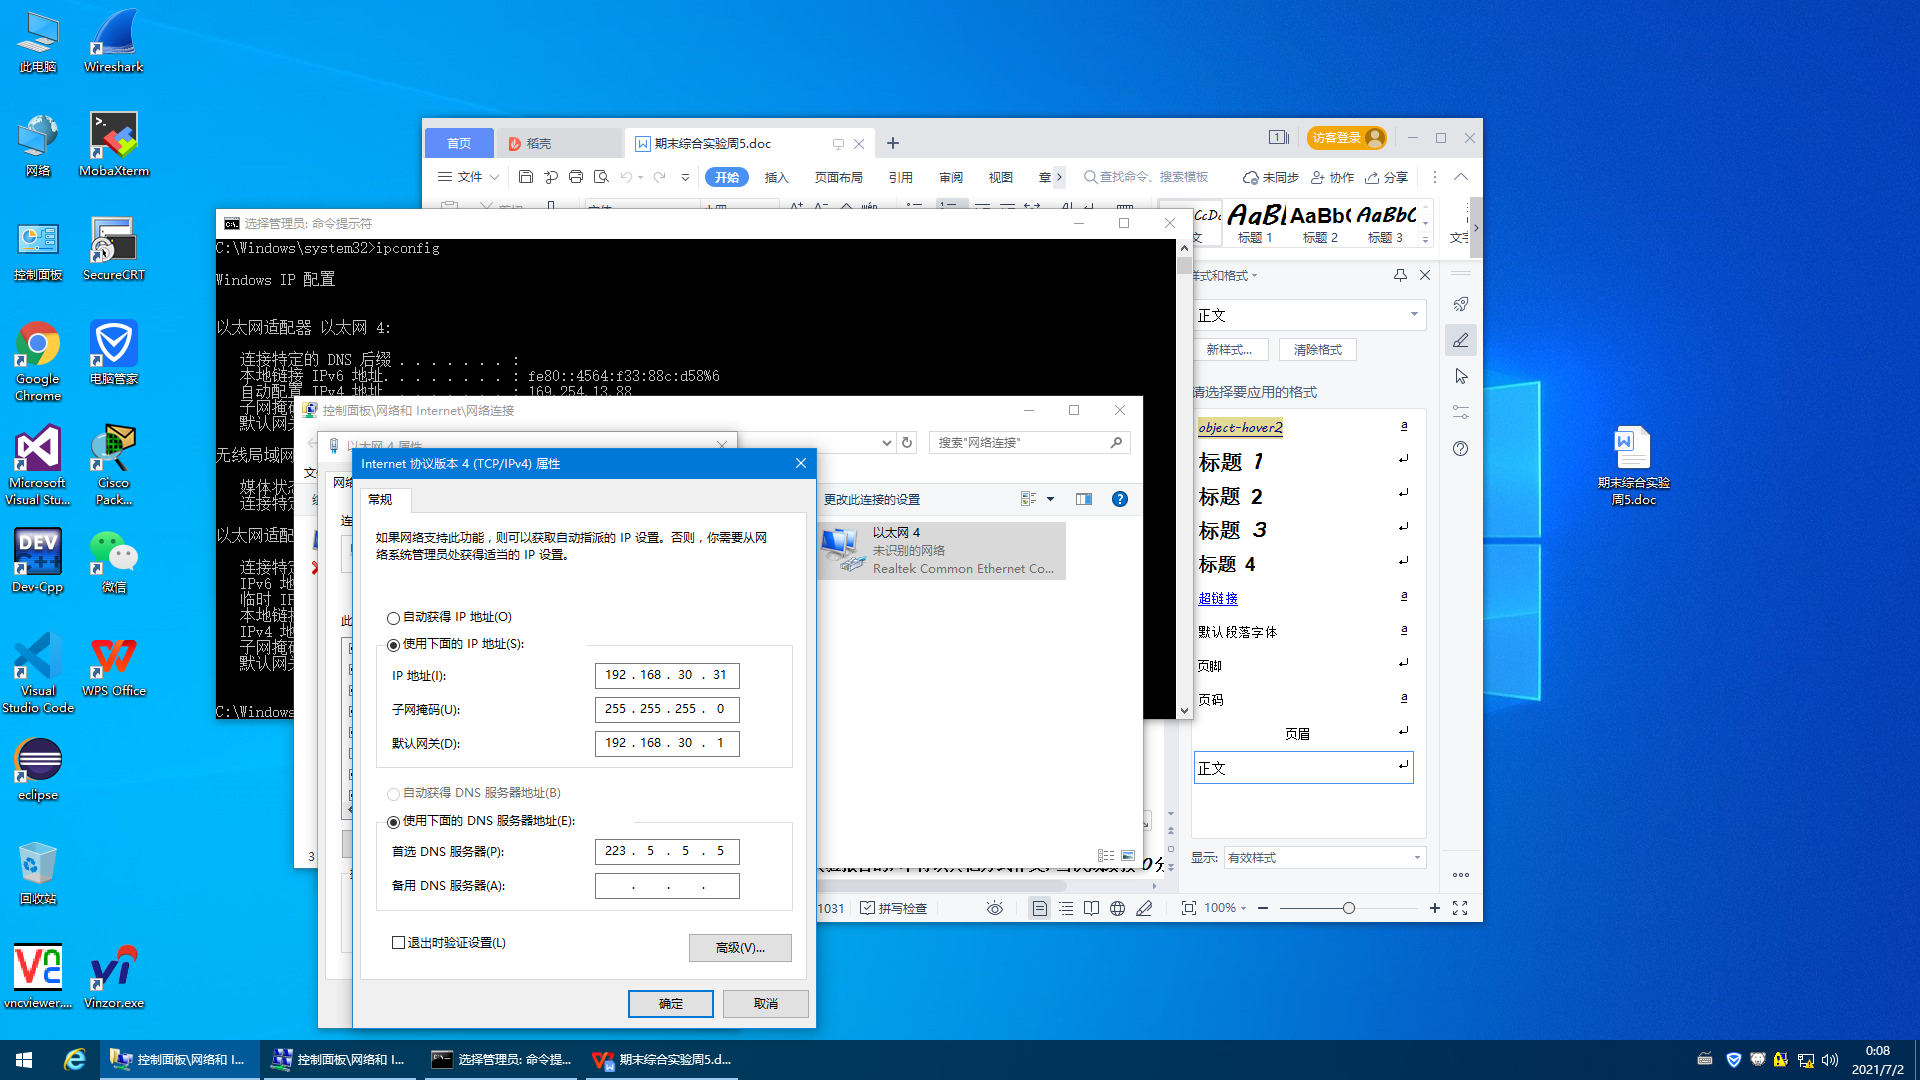 此电脑
Wireshark
网络
MobaXterm
控制面板
SecureCRT
Google
Chrome
电脑管家
Microsoft
Visual Stu...
Cisco
Pack...
Dev-Cpp
微信
Visual
Studio Code
WPS Office
eclipse
回收站
vncviewer....
Vinzor.exe
期末综合实验
周5.doc
首页
稻壳
期末综合实验周5.doc
访客登录
文件
开始
插入
页面布局
引用
审阅
视图
章
查找命令、搜索模板
未同步
协作
分享
AaBbC
标题 1
标题 2
标题 3
选择管理员: 命令提示符
C:\Windows\system32>ipconfig
Windows IP 配置
以太网适配器 以太网 4:
连接特定的 DNS 后缀 . . . . . . . :
本地链接 IPv6 地址. . . . . . . . : fe80::4564:f33:88c:d58%6
自动配置 IPv4 地址 . . . . . . . : 169.254.13.88
子网掩码
默认网关
无线局域网
媒体状态
连接特定
以太网适配
连接特定
IPv6 地
临时 IP
本地链接
IPv4 地
子网掩码
默认网关
C:\Windows
控制面板\网络和 Internet\网络连接
搜索"网络连接"
更改此连接的设置
以太网 4
未识别的网络
Realtek Common Ethernet Co...
以太网 4 属性
网络
Internet 协议版本 4 (TCP/IPv4) 属性
常规
如果网络支持此功能，则可以获取自动指派的 IP 设置。否则，你需要从网
络系统管理员处获得适当的 IP 设置。
自动获得 IP 地址(O)
使用下面的 IP 地址(S):
IP 地址(I): 192 . 168 . 30 . 31
子网掩码(U): 255 . 255 . 255 . 0
默认网关(D): 192 . 168 . 30 . 1
自动获得 DNS 服务器地址(B)
使用下面的 DNS 服务器地址(E):
首选 DNS 服务器(P): 223 . 5 . 5 . 5
备用 DNS 服务器(A): . . .
退出时验证设置(L)
高级(V)...
确定
取消
样式和格式
正文
新样式...
清除格式
请选择要应用的格式
object-hover2
标题 1
标题 2
标题 3
标题 4
超链接
默认段落字体
页脚
页码
页眉
正文
显示: 有效样式
1031
拼写检查
100%
控制面板\网络和 I...
控制面板\网络和 I...
选择管理员: 命令提...
期末综合实验周5.d...
0:08
2021/7/2